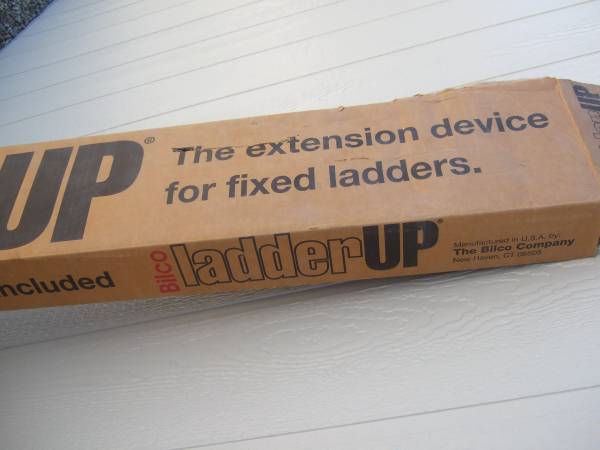 UP®
The extension device
for fixed ladders.
ncluded
Bilco
ladderUP®
Manufactured in U.S.A. by:
The Bilco Company
New Haven, CT 06505
UP